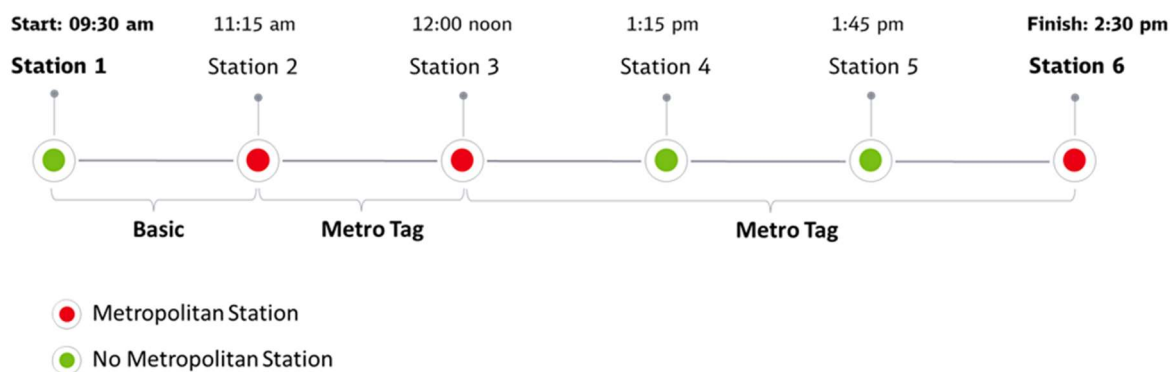 Start: 09:30 am 11:15 am 12:00 noon 1:15 pm 1:45 pm Finish: 2:30 pm
Station 1 Station 2 Station 3 Station 4 Station 5 Station 6
Basic Metro Tag Metro Tag
Metropolitan Station
No Metropolitan Station